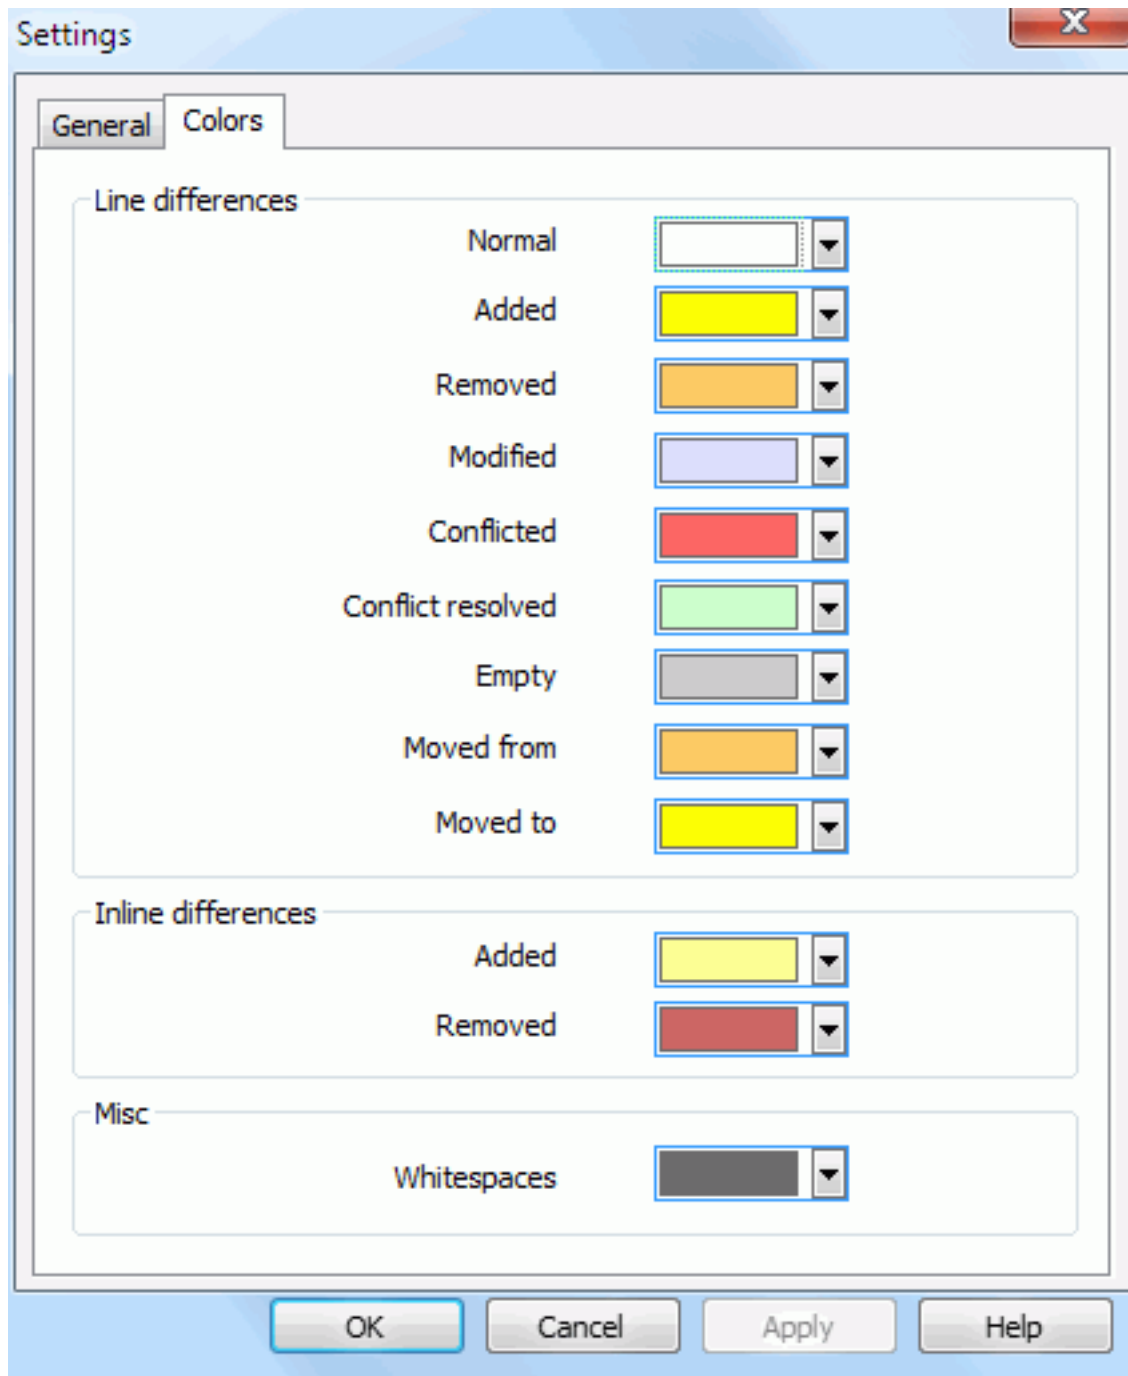 Settings
General
Colors
Line differences
Normal
Added
Removed
Modified
Conflicted
Conflict resolved
Empty
Moved from
Moved to
Inline differences
Added
Removed
Misc
Whitespaces
OK
Cancel
Apply
Help